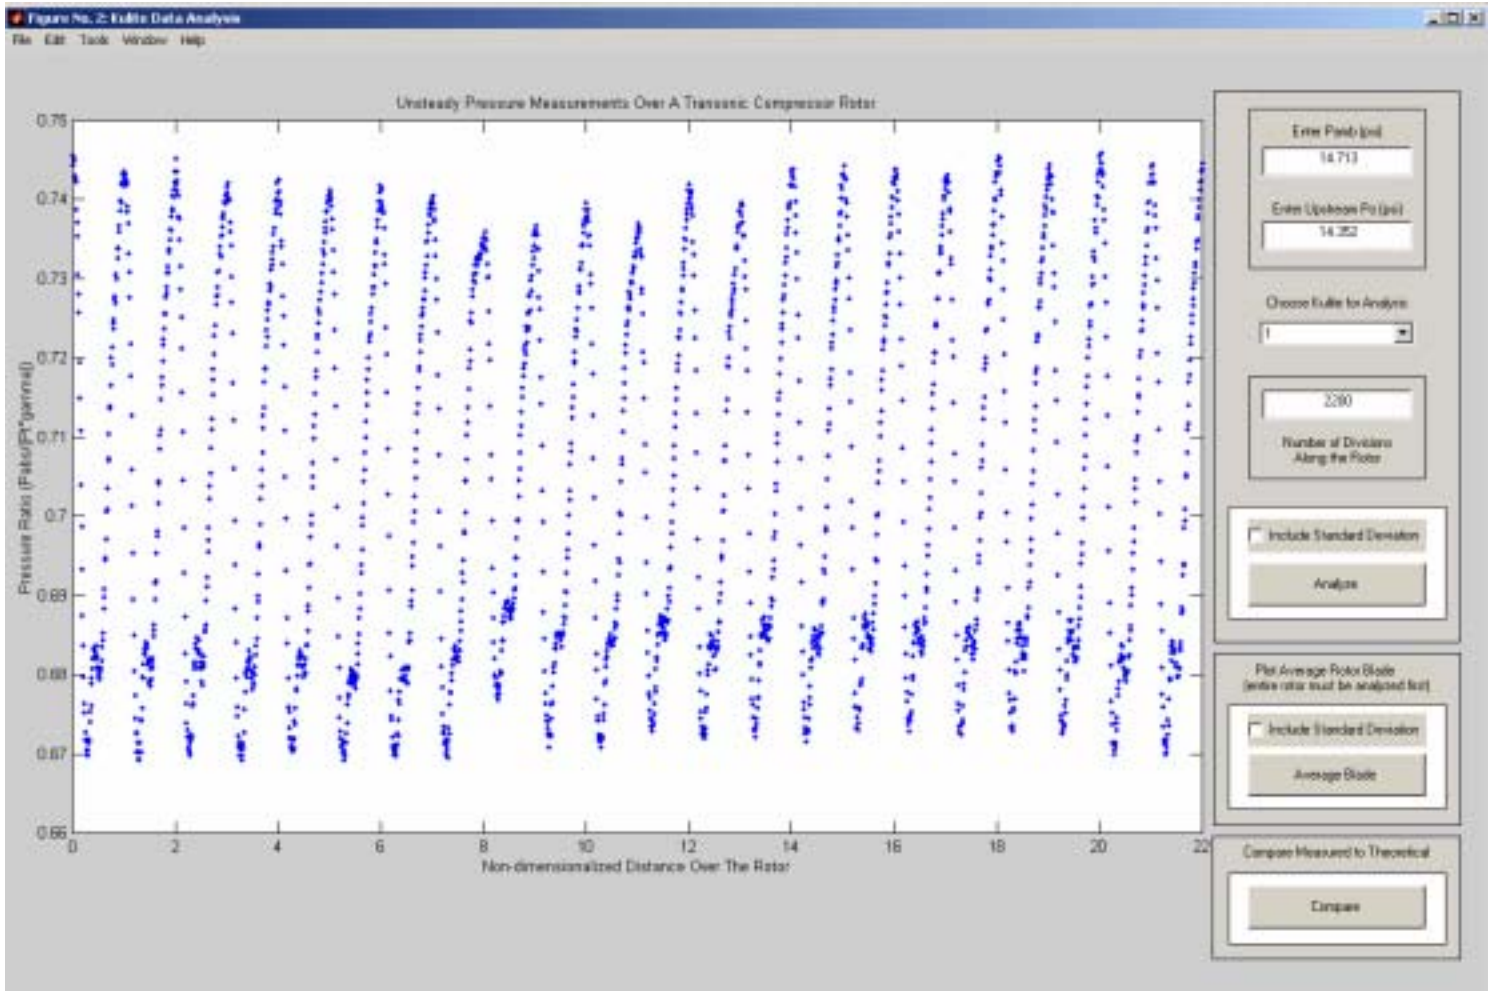 Figure No. 2: Kulite Data Analysis
File Edit Tools Window Help
Unsteady Pressure Measurements Over A Transonic Compressor Rotor
0.75
0.74
0.73
0.72
0.71
0.7
0.69
0.68
0.67
0.66
Pressure Ratio (Pabs/(Pt*gamma))
0 2 4 6 8 10 12 14 16 18 20 22
Non-dimensionalized Distance Over The Rotor
Enter Pamb (psi)
14.713
Enter Upstream Po (psi)
14.352
Choose Kulite for Analysis
1
2200
Number of Divisions
Along the Rotor
Include Standard Deviation
Analyze
Plot Average Rotor Blade
(entire rotor must be analyzed first)
Include Standard Deviation
Average Blade
Compare Measured to Theoretical
Compare